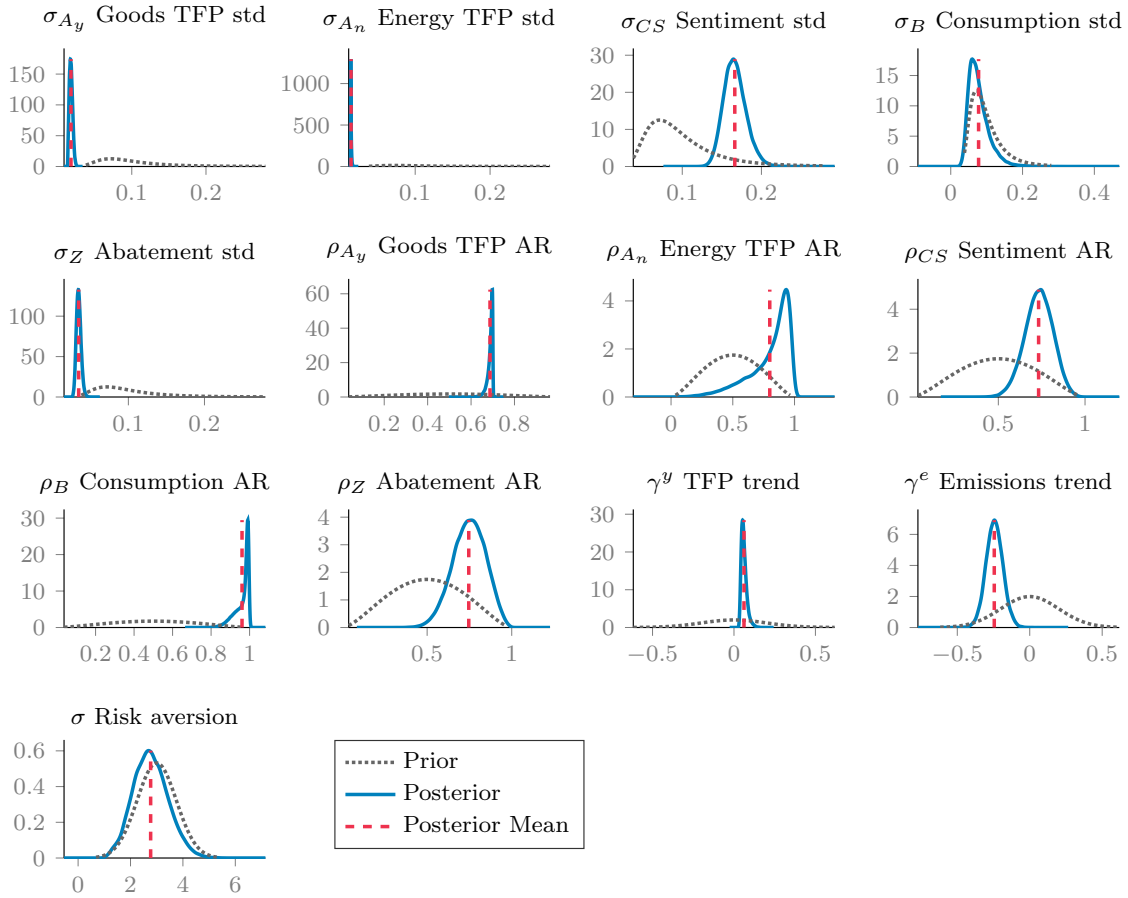 σ_{A_y} Goods TFP std
σ_{A_n} Energy TFP std
σ_{CS} Sentiment std
σ_B Consumption std
150
100
50
0
0.1 0.2
1000
500
0
0.2
30
20
10
0
0.1 0.2
15
10
5
0
0 0.2 0.4
σ_Z Abatement std
ρ_{A_y} Goods TFP AR
ρ_{A_n} Energy TFP AR
ρ_{CS} Sentiment AR
100
50
0
0.1 0.2
60
40
20
0
0.2 0.4 0.6 0.8
4
2
0
0 0.5 1
4
2
0
0.5 1
ρ_B Consumption AR
ρ_Z Abatement AR
γ^y TFP trend
γ^e Emissions trend
30
20
10
0
0.2 0.4 0.6 0.8 1
4
3
2
1
0
0.5 1
30
20
10
0
−0.5 0 0.5
6
4
2
0
−0.5 0 0.5
σ Risk aversion
0.6
0.4
0.2
0
0 2 4 6
Prior
Posterior
Posterior Mean